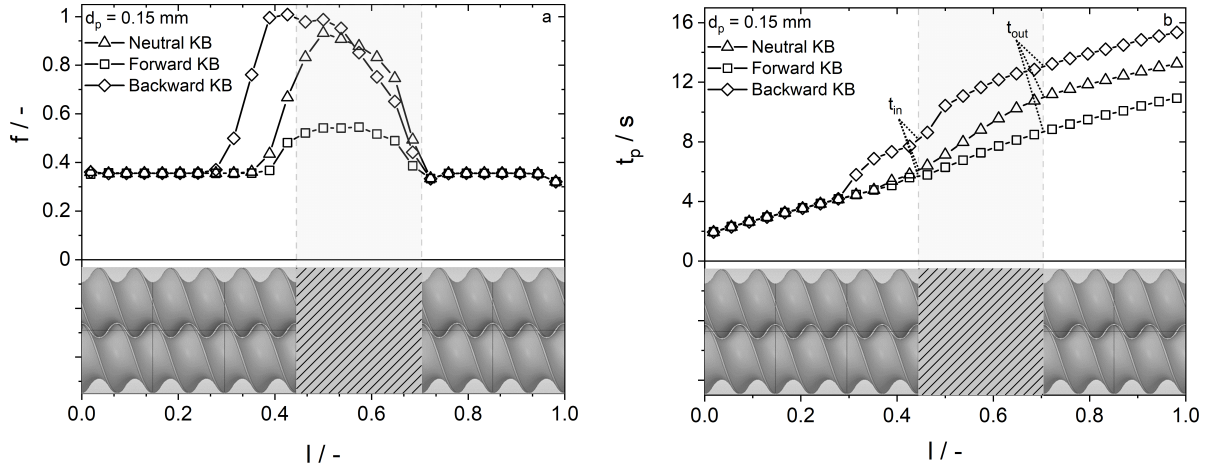 1
0.8
0.6
0.4
0.2
0
f / -
d_p = 0.15 mm
a
Neutral KB
Forward KB
Backward KB
0.0 0.2 0.4 0.6 0.8 1.0
l / -
16
12
8
4
0
t_p / s
d_p = 0.15 mm
b
Neutral KB
Forward KB
Backward KB
t_out
t_in
0.0 0.2 0.4 0.6 0.8 1.0
l / -